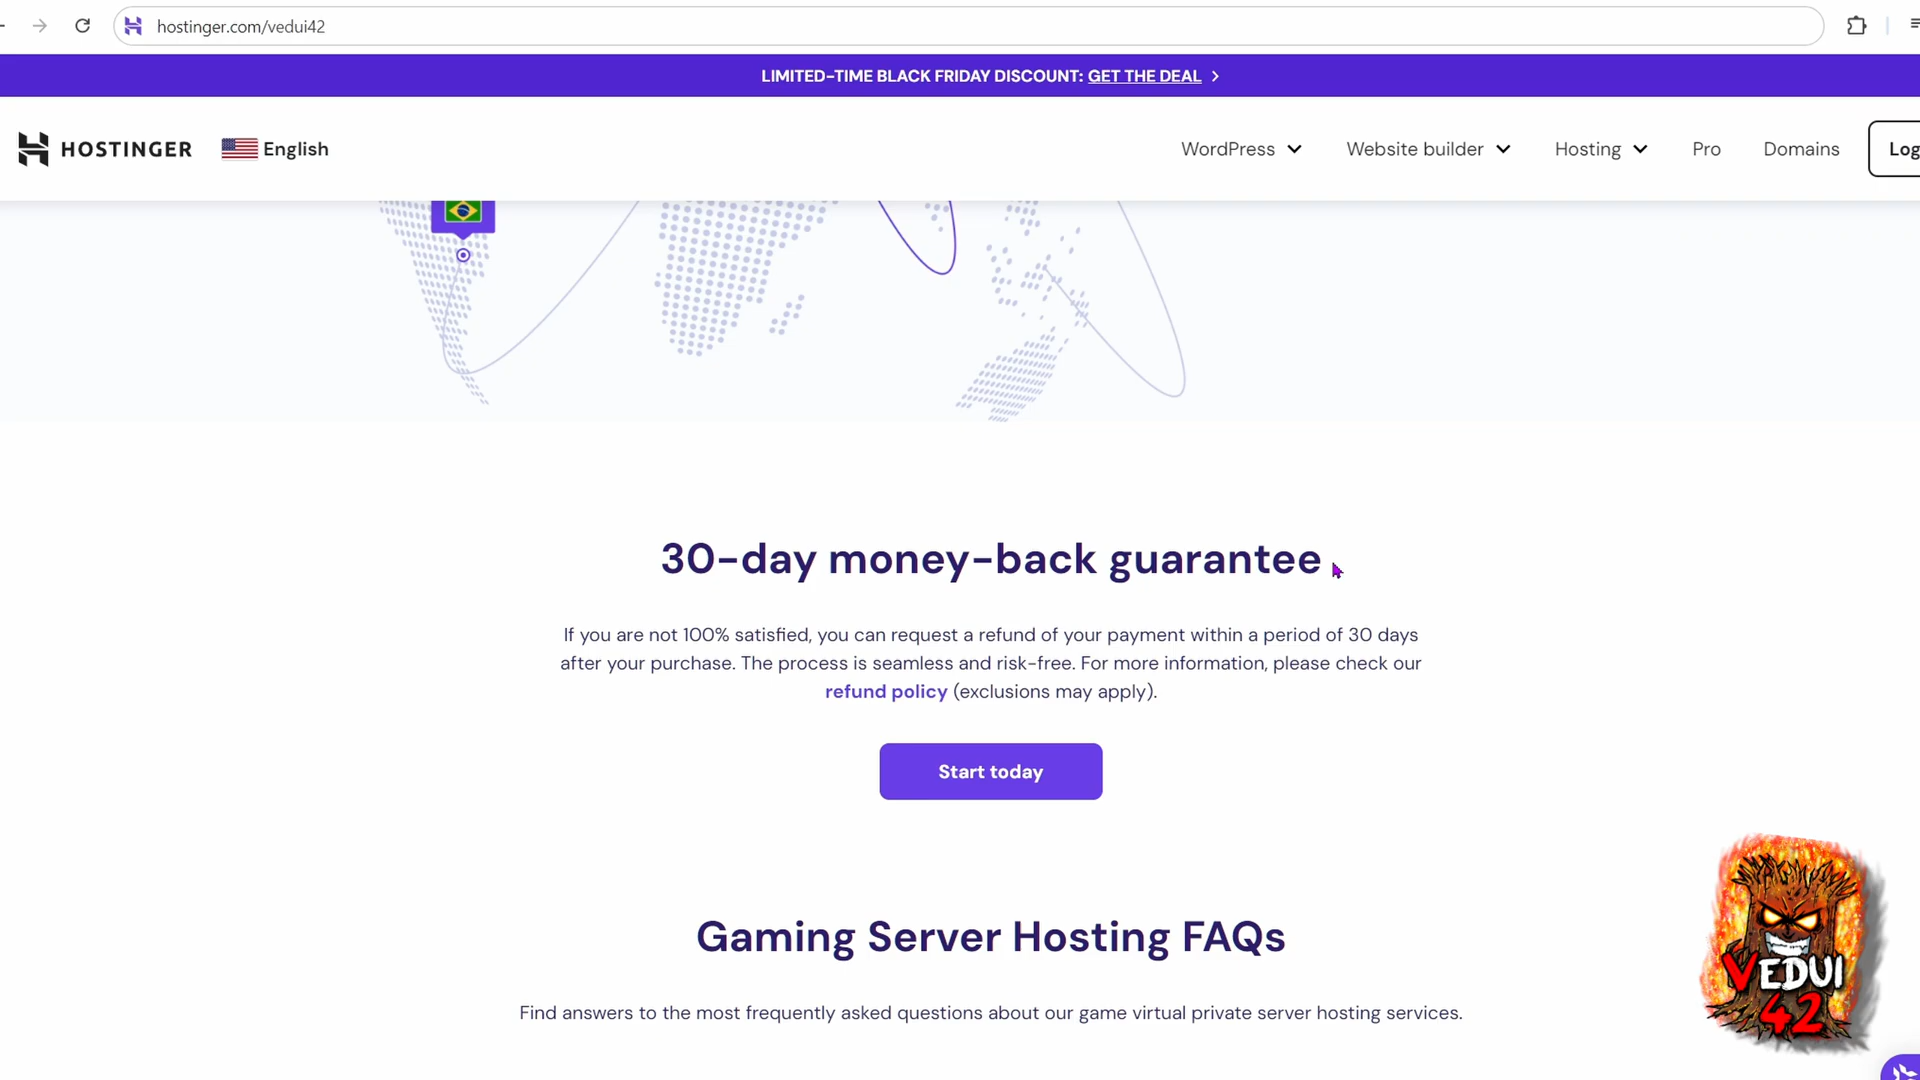 hostinger.com/vedui42
LIMITED-TIME BLACK FRIDAY DISCOUNT: GET THE DEAL
HOSTINGER English WordPress Website builder Hosting Pro Domains Log
30-day money-back guarantee
If you are not 100% satisfied, you can request a refund of your payment within a period of 30 days
after your purchase. The process is seamless and risk-free. For more information, please check our
refund policy (exclusions may apply).
Start today
Gaming Server Hosting FAQs
Find answers to the most frequently asked questions about our game virtual private server hosting services.
VEDUI
42